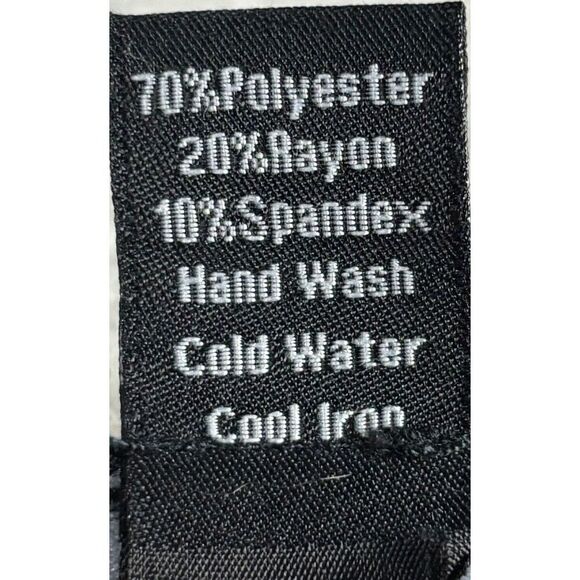 70%Polyester
20%Rayon
10%Spandex
Hand Wash
Cold Water
Cool Iron